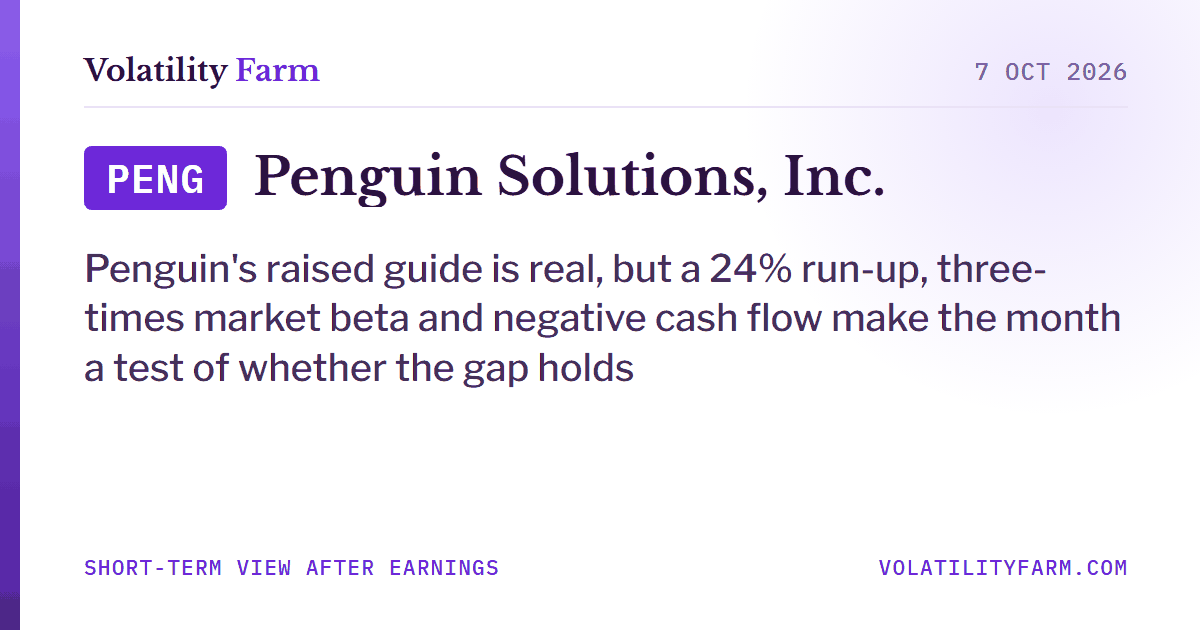 Volatility Farm
7 OCT 2026
PENG
Penguin Solutions, Inc.
Penguin's raised guide is real, but a 24% run-up, three-
times market beta and negative cash flow make the month
a test of whether the gap holds
SHORT-TERM VIEW AFTER EARNINGS
VOLATILITYFARM.COM